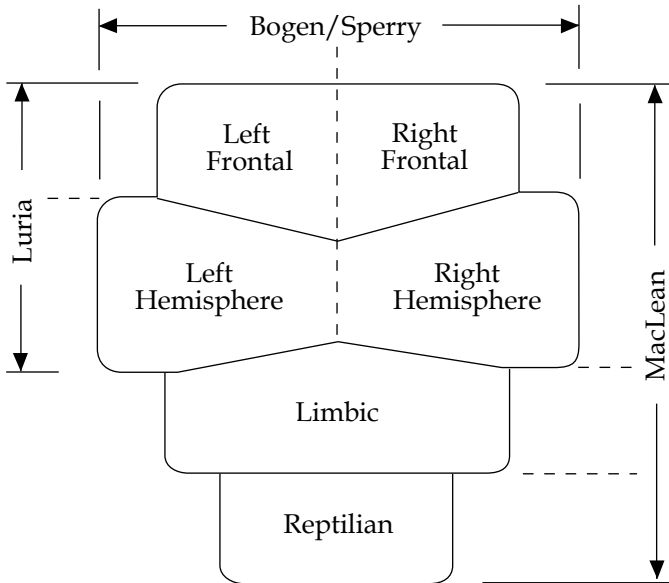 Bogen/Sperry
Left
Frontal
Right
Frontal
Luria
Left
Hemisphere
Right
Hemisphere
MacLean
Limbic
Reptilian